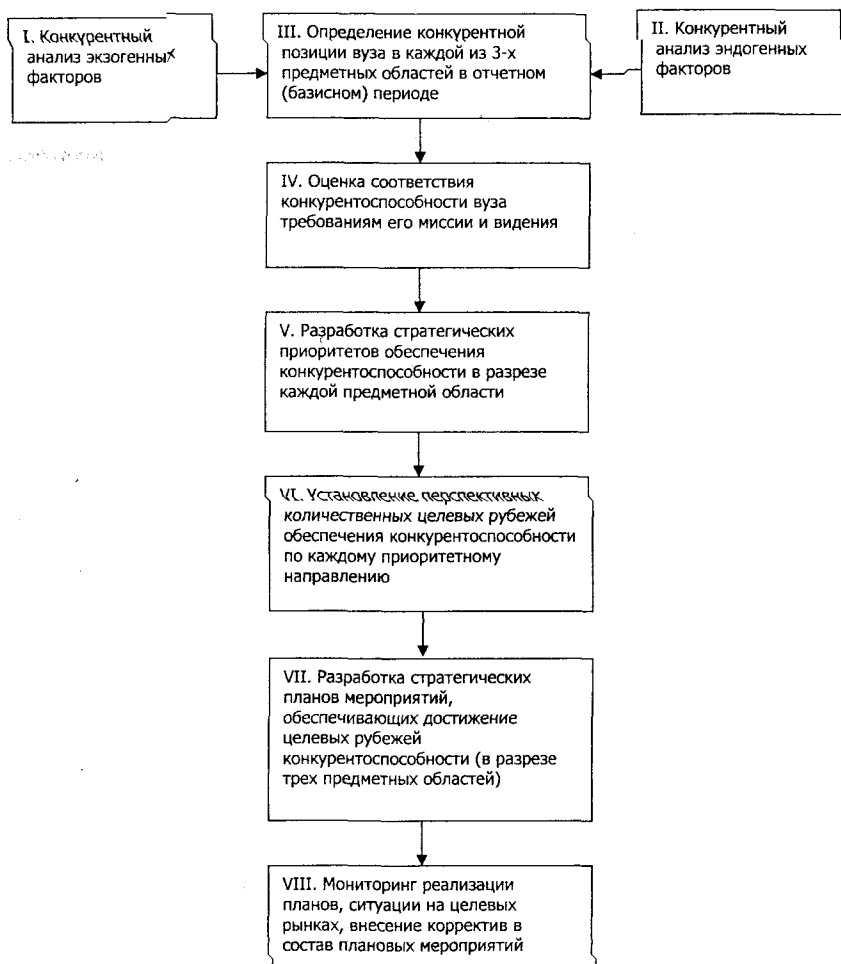 I. Конкурентный
анализ экзогенных
факторов
III. Определение конкурентной
позиции вуза в каждой из 3-х
предметных областей в отчетном
(базисном) периоде
II. Конкурентный
анализ эндогенных
факторов
IV. Оценка соответствия
конкурентоспособности вуза
требованиям его миссии и видения
V. Разработка стратегических
приоритетов обеспечения
конкурентоспособности в разрезе
каждой предметной области
VI. Установление перспективных
количественных целевых рубежей
обеспечения конкурентоспособности
по каждому приоритетному
направлению
VII. Разработка стратегических
планов мероприятий,
обеспечивающих достижение
целевых рубежей
конкурентоспособности (в разрезе
трех предметных областей)
VIII. Мониторинг реализации
планов, ситуации на целевых
рынках, внесение корректив в
состав плановых мероприятий